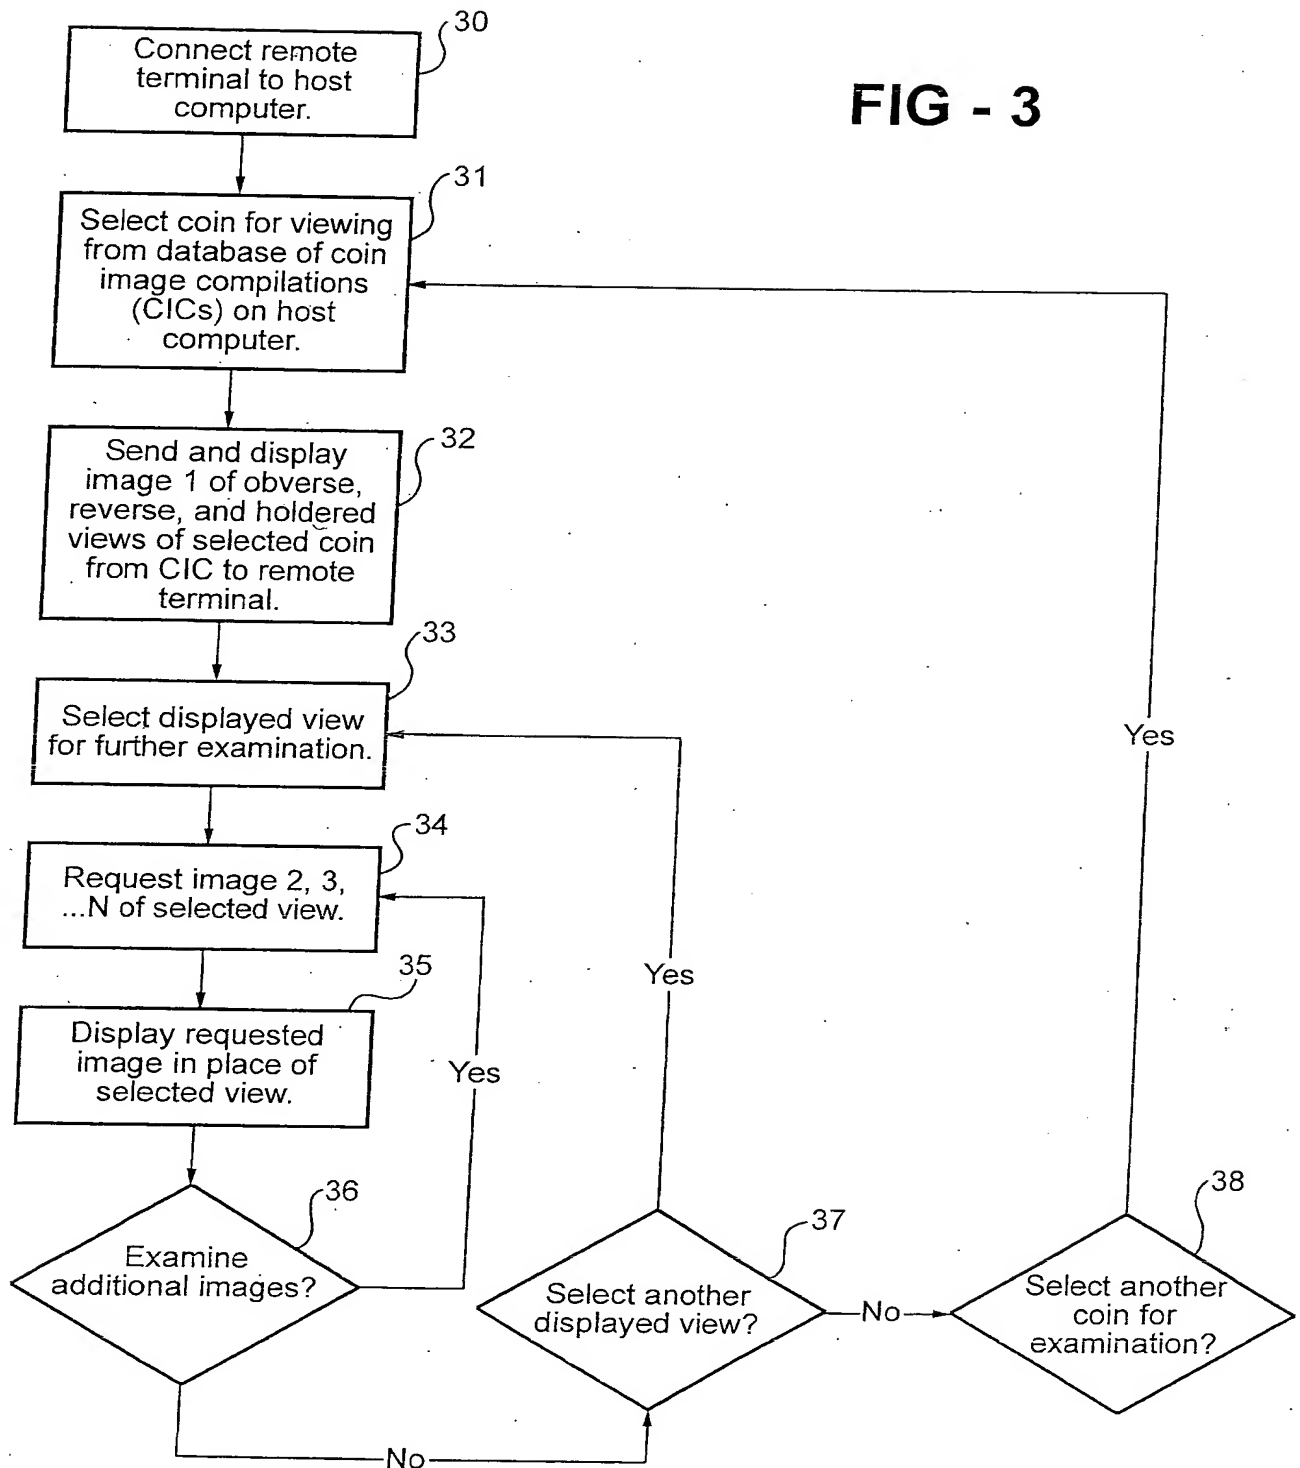 FIG - 3
30
Connect remote
terminal to host
computer.
31
Select coin for viewing
from database of coin
image compilations
(CICs) on host
computer.
32
Send and display
image 1 of obverse,
reverse, and holdered
views of selected coin
from CIC to remote
terminal.
33
Select displayed view
for further examination.
34
Request image 2, 3,
...N of selected view.
35
Display requested
image in place of
selected view.
36
Examine
additional images?
Yes
No
37
Select another
displayed view?
Yes
No
38
Select another
coin for
examination?
Yes